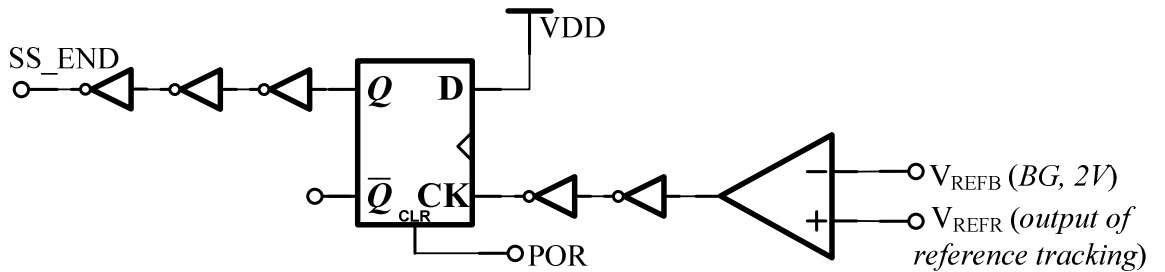 VDD
SS_END
Q D
V_REFB (BG, 2V)
Q̅ CK
CLR
V_REFR (output of
reference tracking)
POR